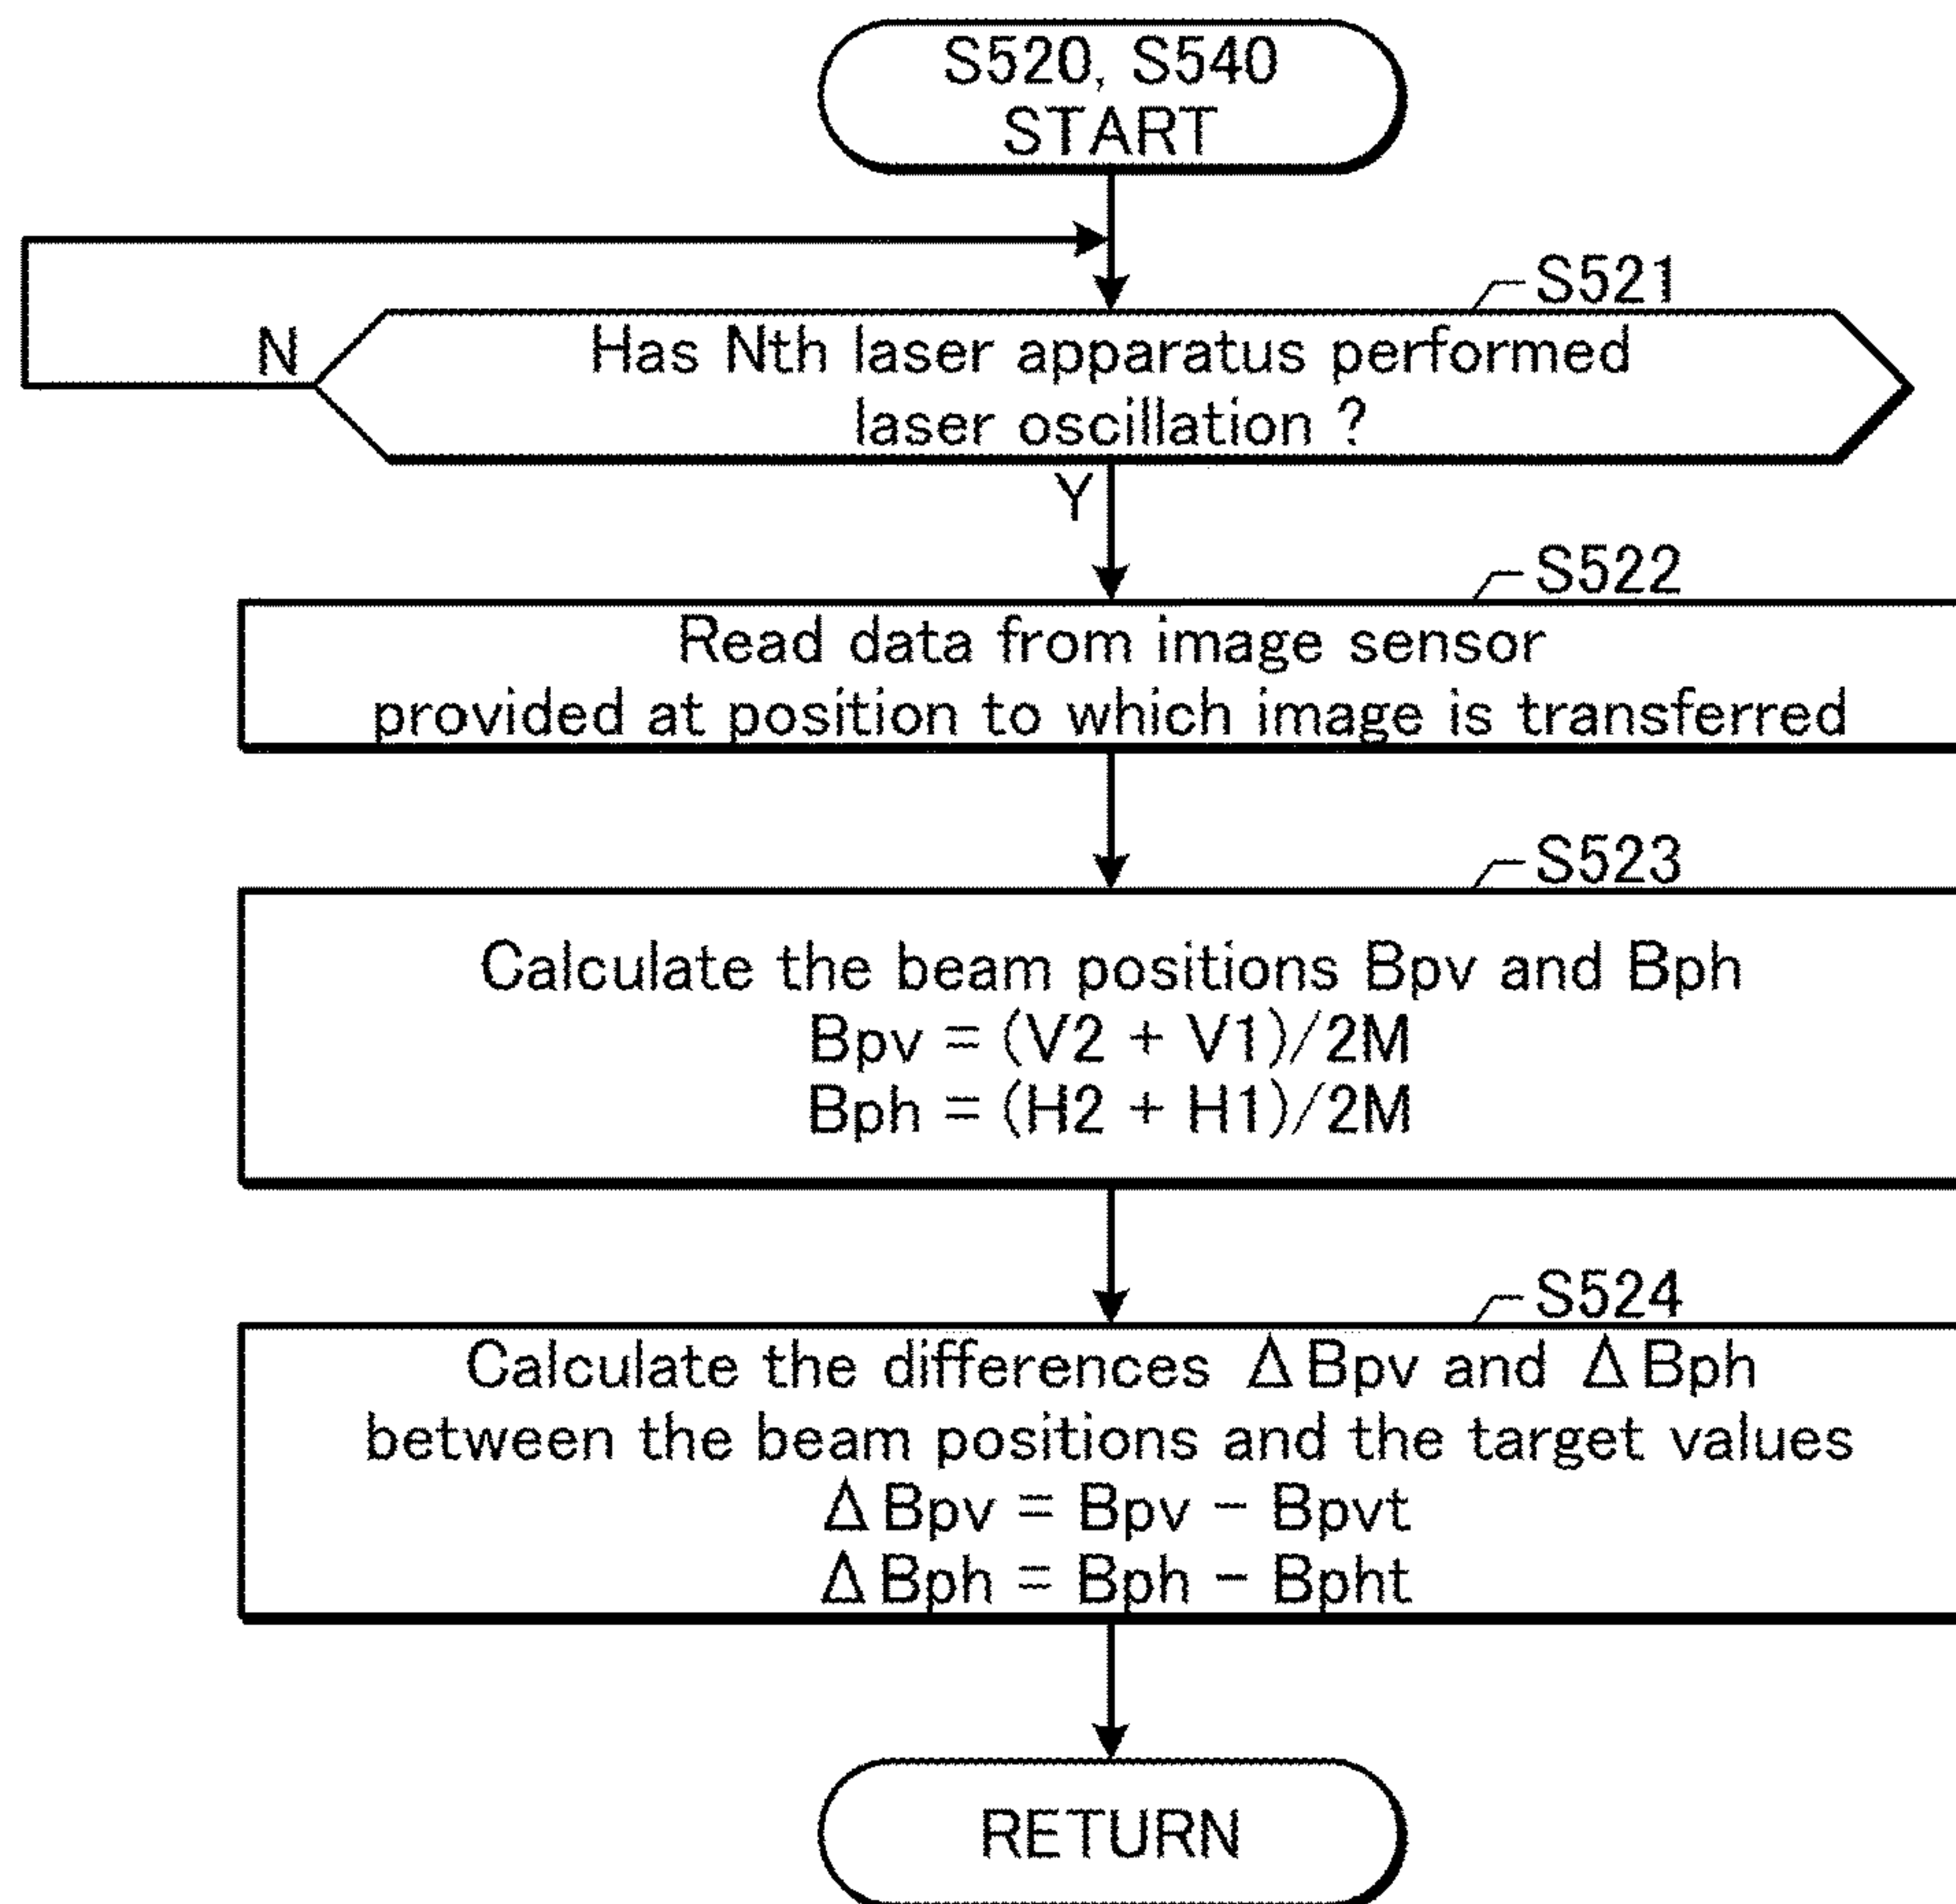 S520, S540
START
S521
N
Has Nth laser apparatus performed
laser oscillation ?
Y
S522
Read data from image sensor
provided at position to which image is transferred
S523
Calculate the beam positions Bpv and Bph
Bpv = (V2 + V1)/2M
Bph = (H2 + H1)/2M
S524
Calculate the differences ΔBpv and ΔBph
between the beam positions and the target values
ΔBpv = Bpv - Bpvt
ΔBph = Bph - Bpht
RETURN